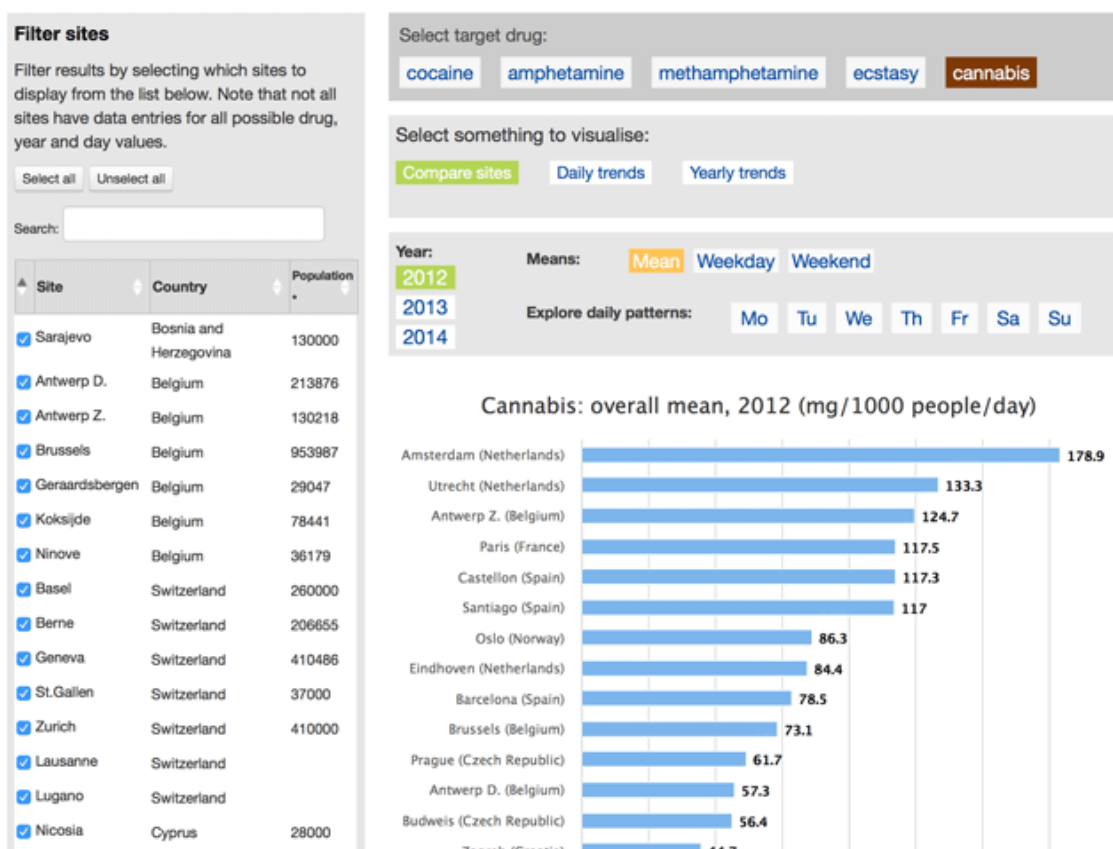 Filter sites
Filter results by selecting which sites to
display from the list below. Note that not all
sites have data entries for all possible drug,
year and day values.
Select all Unselect all
Search:
Site Country Population
*
Sarajevo Bosnia and Herzegovina 130000
Antwerp D. Belgium 213876
Antwerp Z. Belgium 130218
Brussels Belgium 953987
Geraardsbergen Belgium 29047
Koksijde Belgium 78441
Ninove Belgium 36179
Basel Switzerland 260000
Berne Switzerland 206655
Geneva Switzerland 410486
St.Gallen Switzerland 37000
Zurich Switzerland 410000
Lausanne Switzerland
Lugano Switzerland
Nicosia Cyprus 28000
Select target drug:
cocaine amphetamine methamphetamine ecstasy cannabis
Select something to visualise:
Compare sites Daily trends Yearly trends
Year:
2012
2013
2014
Means: Mean Weekday Weekend
Explore daily patterns: Mo Tu We Th Fr Sa Su
Cannabis: overall mean, 2012 (mg/1000 people/day)
Amsterdam (Netherlands) 178.9
Utrecht (Netherlands) 133.3
Antwerp Z. (Belgium) 124.7
Paris (France) 117.5
Castellon (Spain) 117.3
Santiago (Spain) 117
Oslo (Norway) 86.3
Eindhoven (Netherlands) 84.4
Barcelona (Spain) 78.5
Brussels (Belgium) 73.1
Prague (Czech Republic) 61.7
Antwerp D. (Belgium) 57.3
Budweis (Czech Republic) 56.4